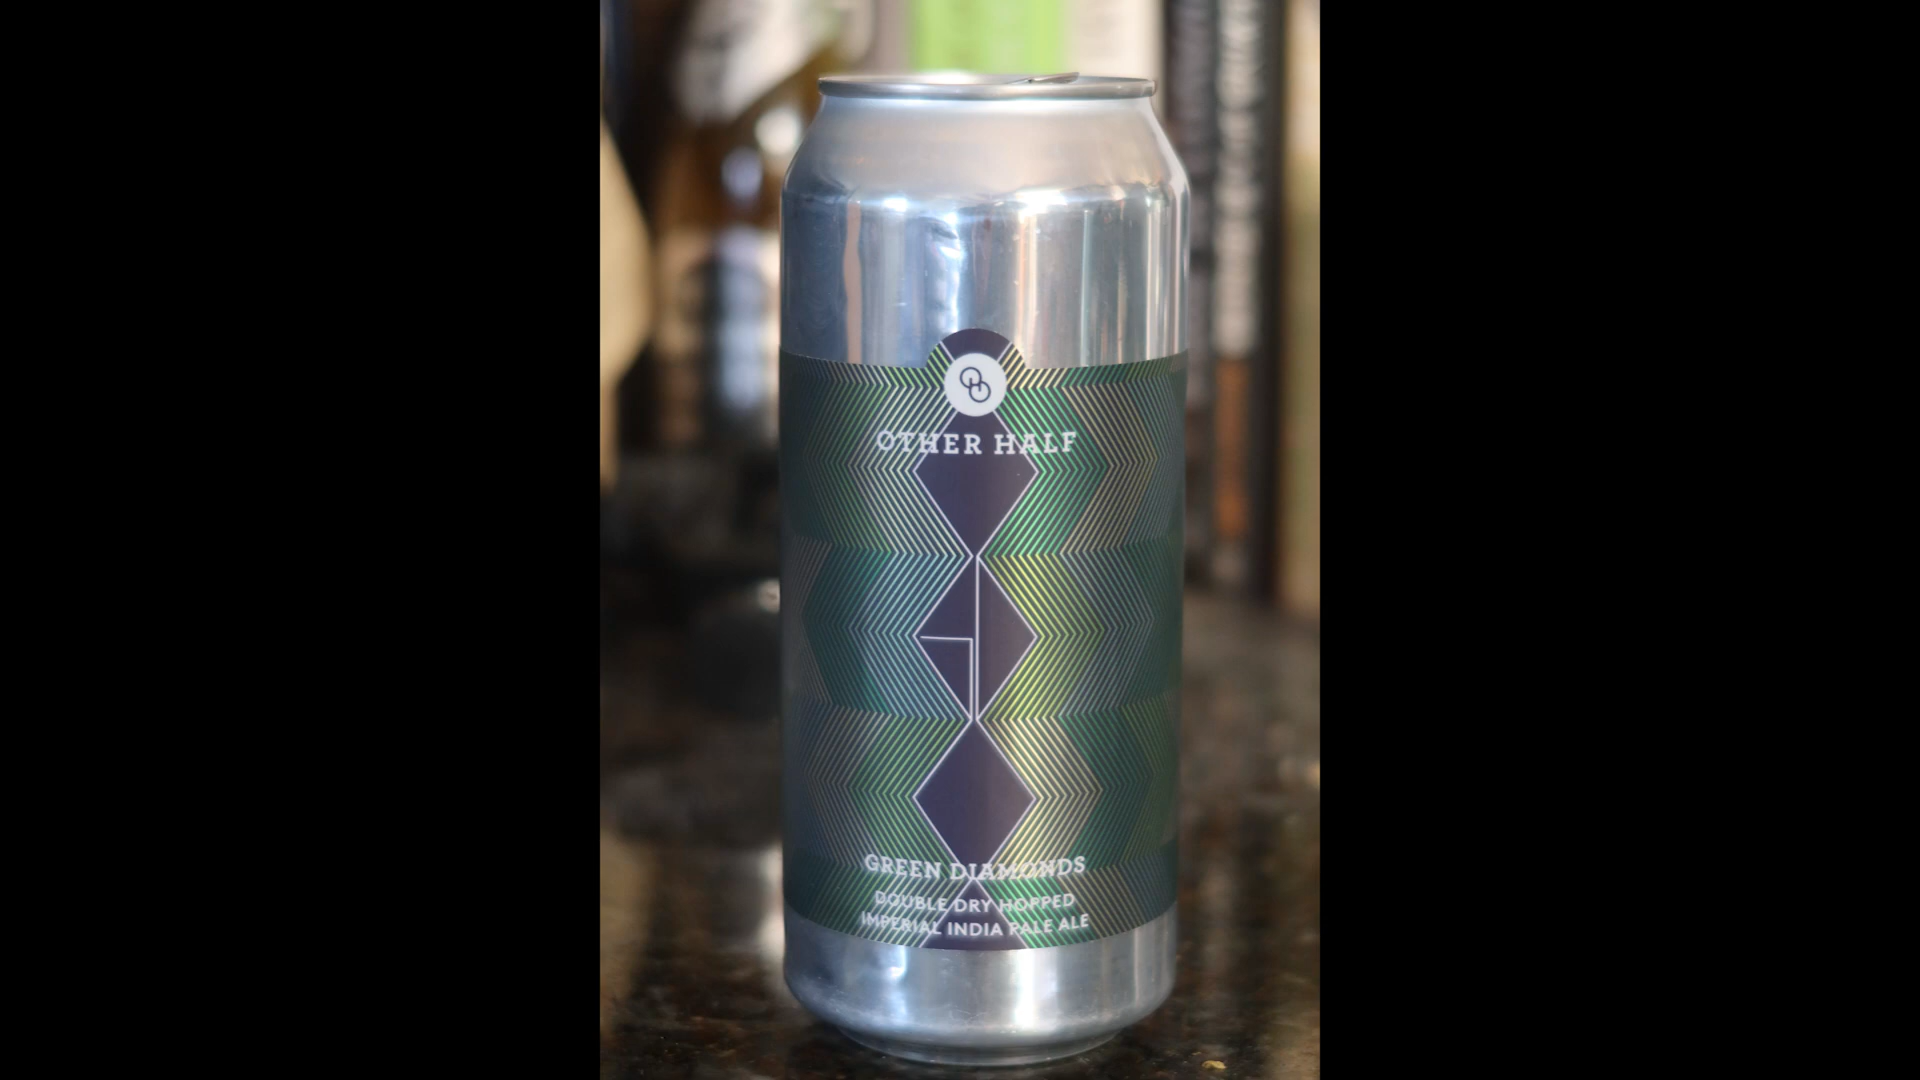 OTHER HALF
GREEN DIAMONDS
DOUBLE DRY HOPPED
IMPERIAL INDIA PALE ALE